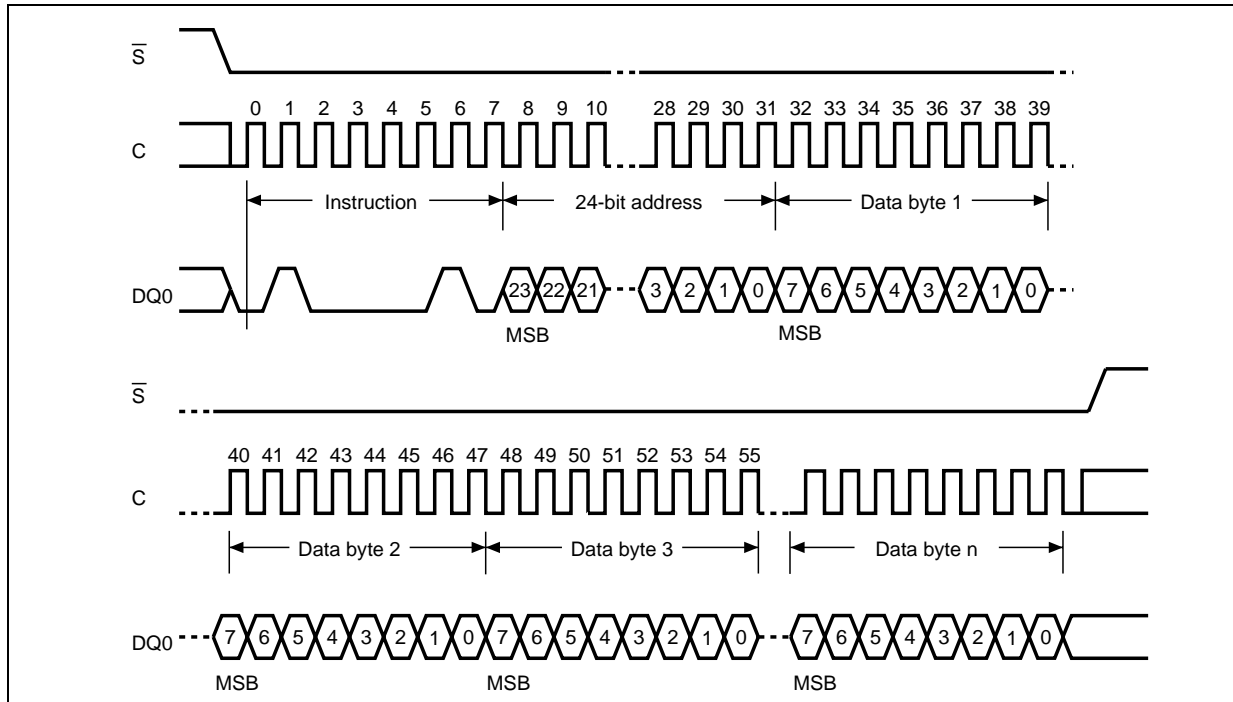 S̅
0 1 2 3 4 5 6 7 8 9 10 28 29 30 31 32 33 34 35 36 37 38 39
C
Instruction 24-bit address Data byte 1
DQ0 23 22 21 3 2 1 0 7 6 5 4 3 2 1 0
MSB MSB
S̅
40 41 42 43 44 45 46 47 48 49 50 51 52 53 54 55
C
Data byte 2 Data byte 3 Data byte n
DQ0 7 6 5 4 3 2 1 0 7 6 5 4 3 2 1 0 7 6 5 4 3 2 1 0
MSB MSB MSB